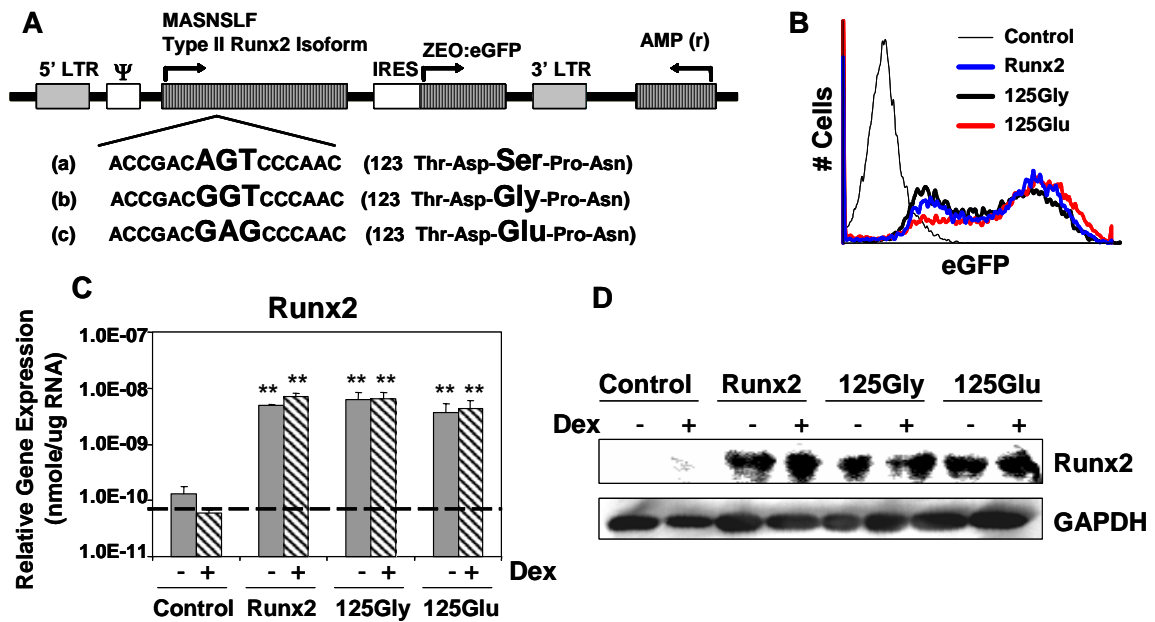 A
MASNSLF
Type II Runx2 Isoform
5' LTR
Ψ
IRES
ZEO:eGFP
3' LTR
AMP (r)
(a) ACCGACAGTCCCAAC (123 Thr-Asp-Ser-Pro-Asn)
(b) ACCGACGGTCCCAAC (123 Thr-Asp-Gly-Pro-Asn)
(c) ACCGACGAGCCCAAC (123 Thr-Asp-Glu-Pro-Asn)
B
# Cells
Control
Runx2
125Gly
125Glu
eGFP
C
Runx2
Relative Gene Expression
(nmole/ug RNA)
1.0E-07
1.0E-08
1.0E-09
1.0E-10
1.0E-11
** ** ** ** ** **
- + - + - + - + Dex
Control Runx2 125Gly 125Glu
D
Control Runx2 125Gly 125Glu
Dex - + - + - + - +
Runx2
GAPDH